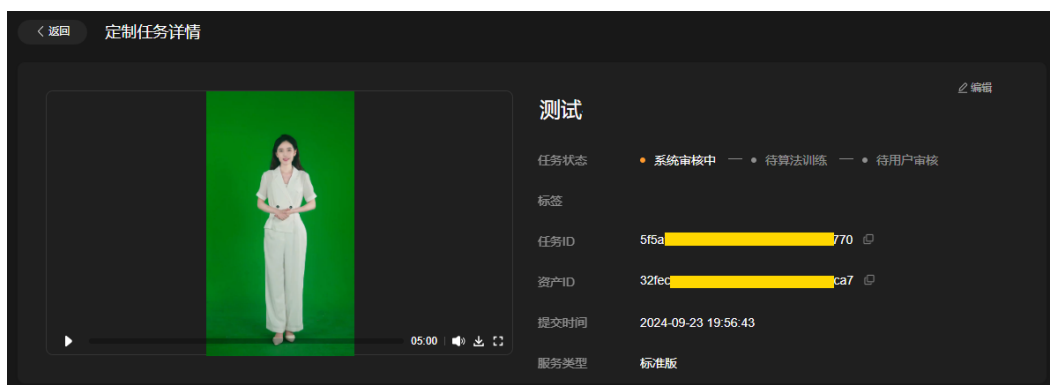 返回 定制任务详情
编辑
测试
任务状态 系统审核中 待算法训练 待用户审核
标签
任务ID 5f5a 770
资产ID 32fec ca7
提交时间 2024-09-23 19:56:43
05:00
服务类型 标准版